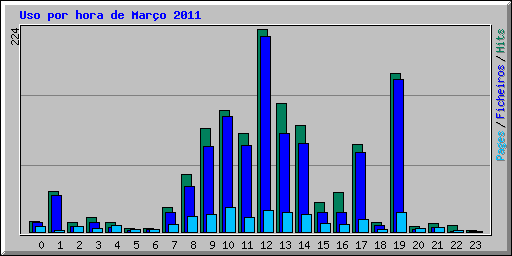 Uso por hora de Março 2011
224
Pages / Ficheiros / Hits
0 1 2 3 4 5 6 7 8 9 10 11 12 13 14 15 16 17 18 19 20 21 22 23